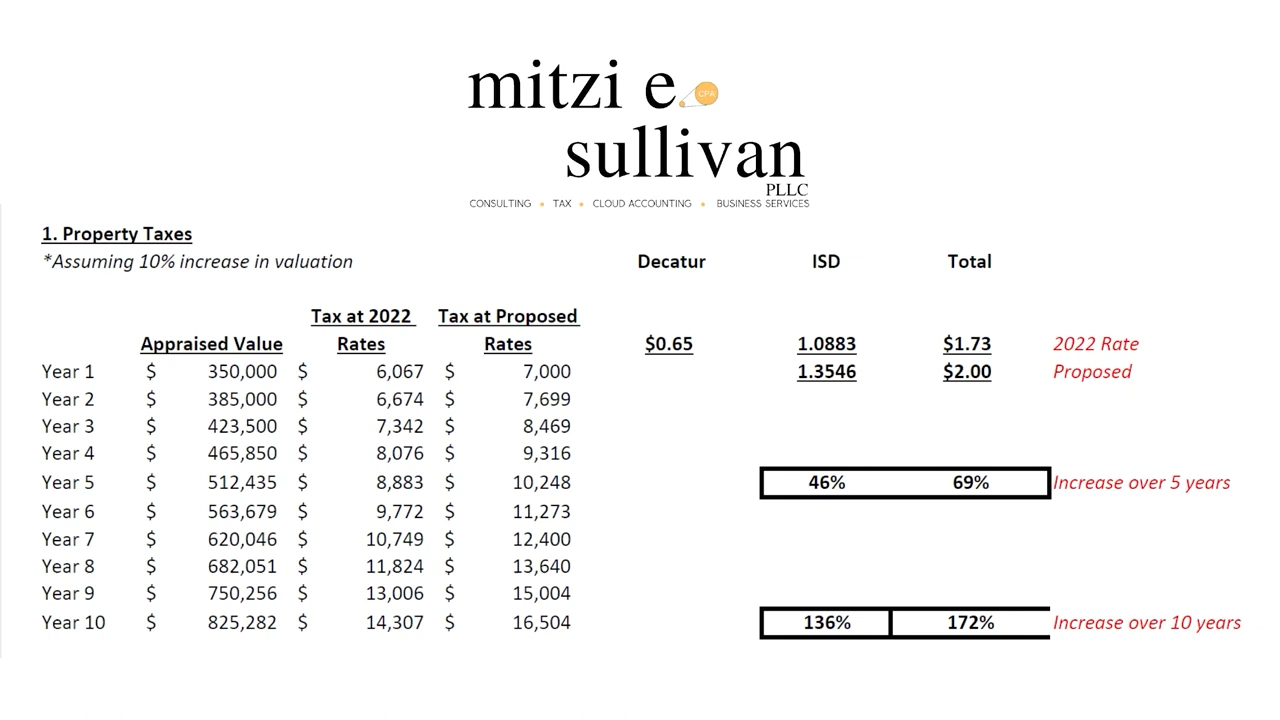 mitzi e
CPA
sullivan
PLLC
CONSULTING • TAX • CLOUD ACCOUNTING • BUSINESS SERVICES
1. Property Taxes
*Assuming 10% increase in valuation Decatur ISD Total
Tax at 2022 Tax at Proposed
Appraised Value Rates Rates $0.65 1.0883 $1.73 2022 Rate
Year 1 $ 350,000 $ 6,067 $ 7,000 1.3546 $2.00 Proposed
Year 2 $ 385,000 $ 6,674 $ 7,699
Year 3 $ 423,500 $ 7,342 $ 8,469
Year 4 $ 465,850 $ 8,076 $ 9,316
Year 5 $ 512,435 $ 8,883 $ 10,248 46% 69% Increase over 5 years
Year 6 $ 563,679 $ 9,772 $ 11,273
Year 7 $ 620,046 $ 10,749 $ 12,400
Year 8 $ 682,051 $ 11,824 $ 13,640
Year 9 $ 750,256 $ 13,006 $ 15,004
Year 10 $ 825,282 $ 14,307 $ 16,504 136% 172% Increase over 10 years